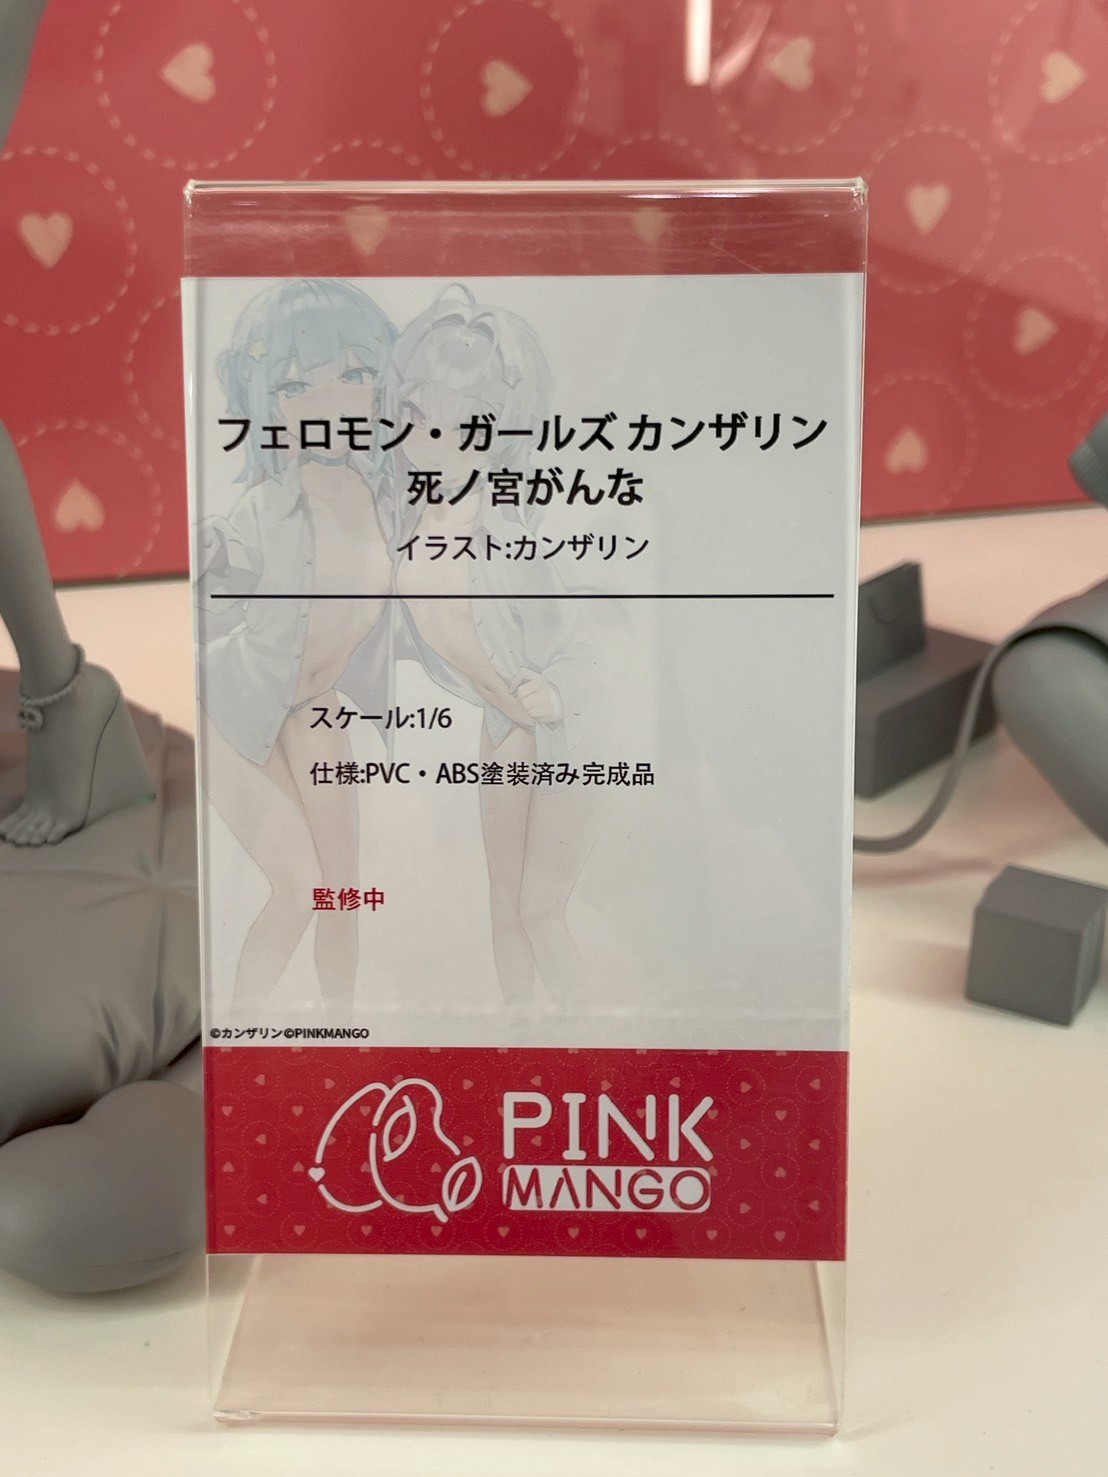 フェロモン・ガールズ カンザリン
死ノ宮がんな
イラスト:カンザリン
スケール:1/6
仕様:PVC・ABS塗装済み完成品
監修中
©カンザリン©PINKMANGO
PINK
MANGO